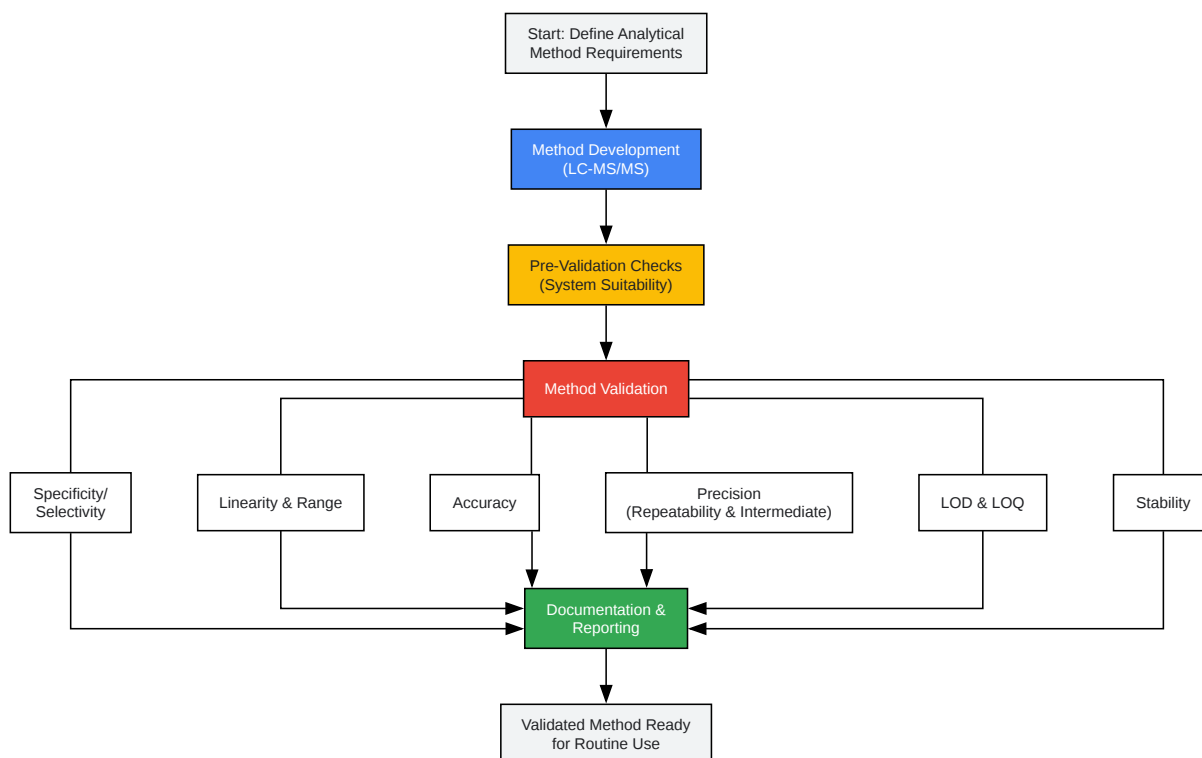 Start: Define Analytical
Method Requirements
Method Development
(LC-MS/MS)
Pre-Validation Checks
(System Suitability)
Method Validation
Specificity/
Selectivity
Linearity & Range
Accuracy
Precision
(Repeatability & Intermediate)
LOD & LOQ
Stability
Documentation &
Reporting
Validated Method Ready
for Routine Use